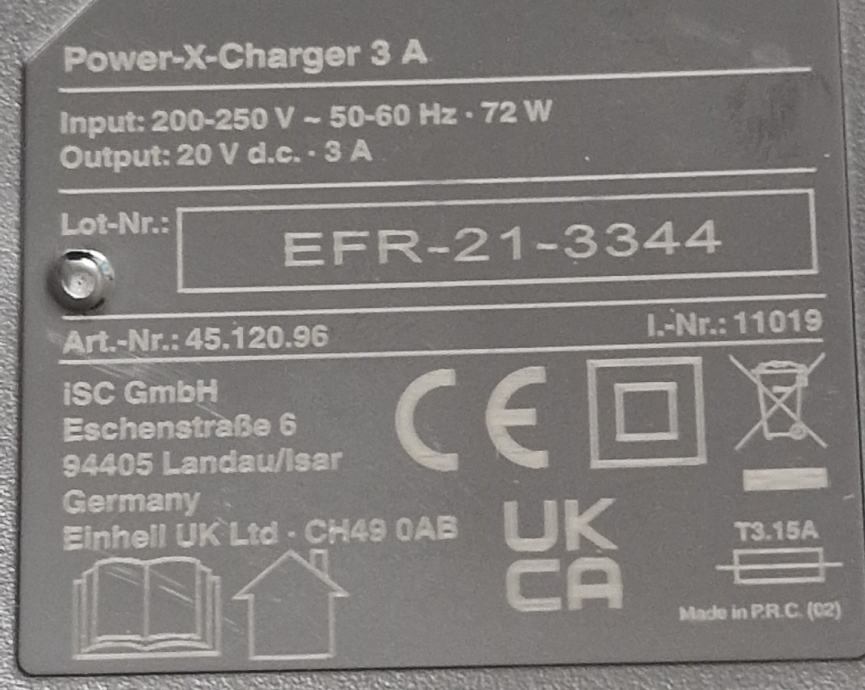 Power-X-Charger 3 A
Input: 200-250 V ~ 50-60 Hz · 72 W
Output: 20 V d.c. · 3 A
Lot-Nr.: EFR-21-3344
Art.-Nr.: 45.120.96 I.-Nr.: 11019
iSC GmbH
Eschenstraße 6
94405 Landau/Isar
Germany
Einhell UK Ltd · CH49 0AB
CE
UK
CA
T3.15A
Made in P.R.C. (02)